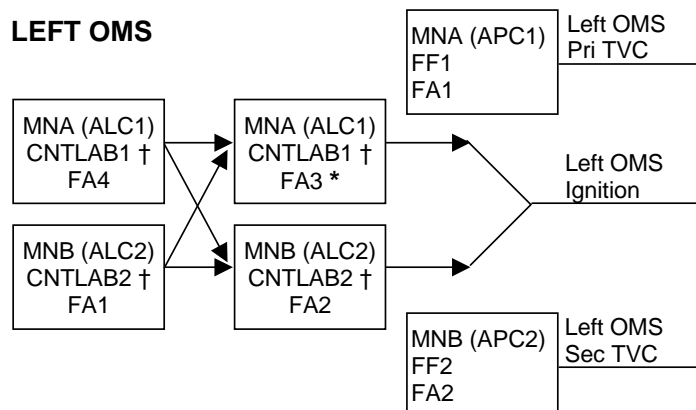 LEFT OMS
MNA (APC1)
FF1
FA1
Left OMS
Pri TVC
MNA (ALC1)
CNTLAB1 †
FA4
MNA (ALC1)
CNTLAB1 †
FA3 *
Left OMS
Ignition
MNB (ALC2)
CNTLAB2 †
FA1
MNB (ALC2)
CNTLAB2 †
FA2
MNB (APC2)
FF2
FA2
Left OMS
Sec TVC